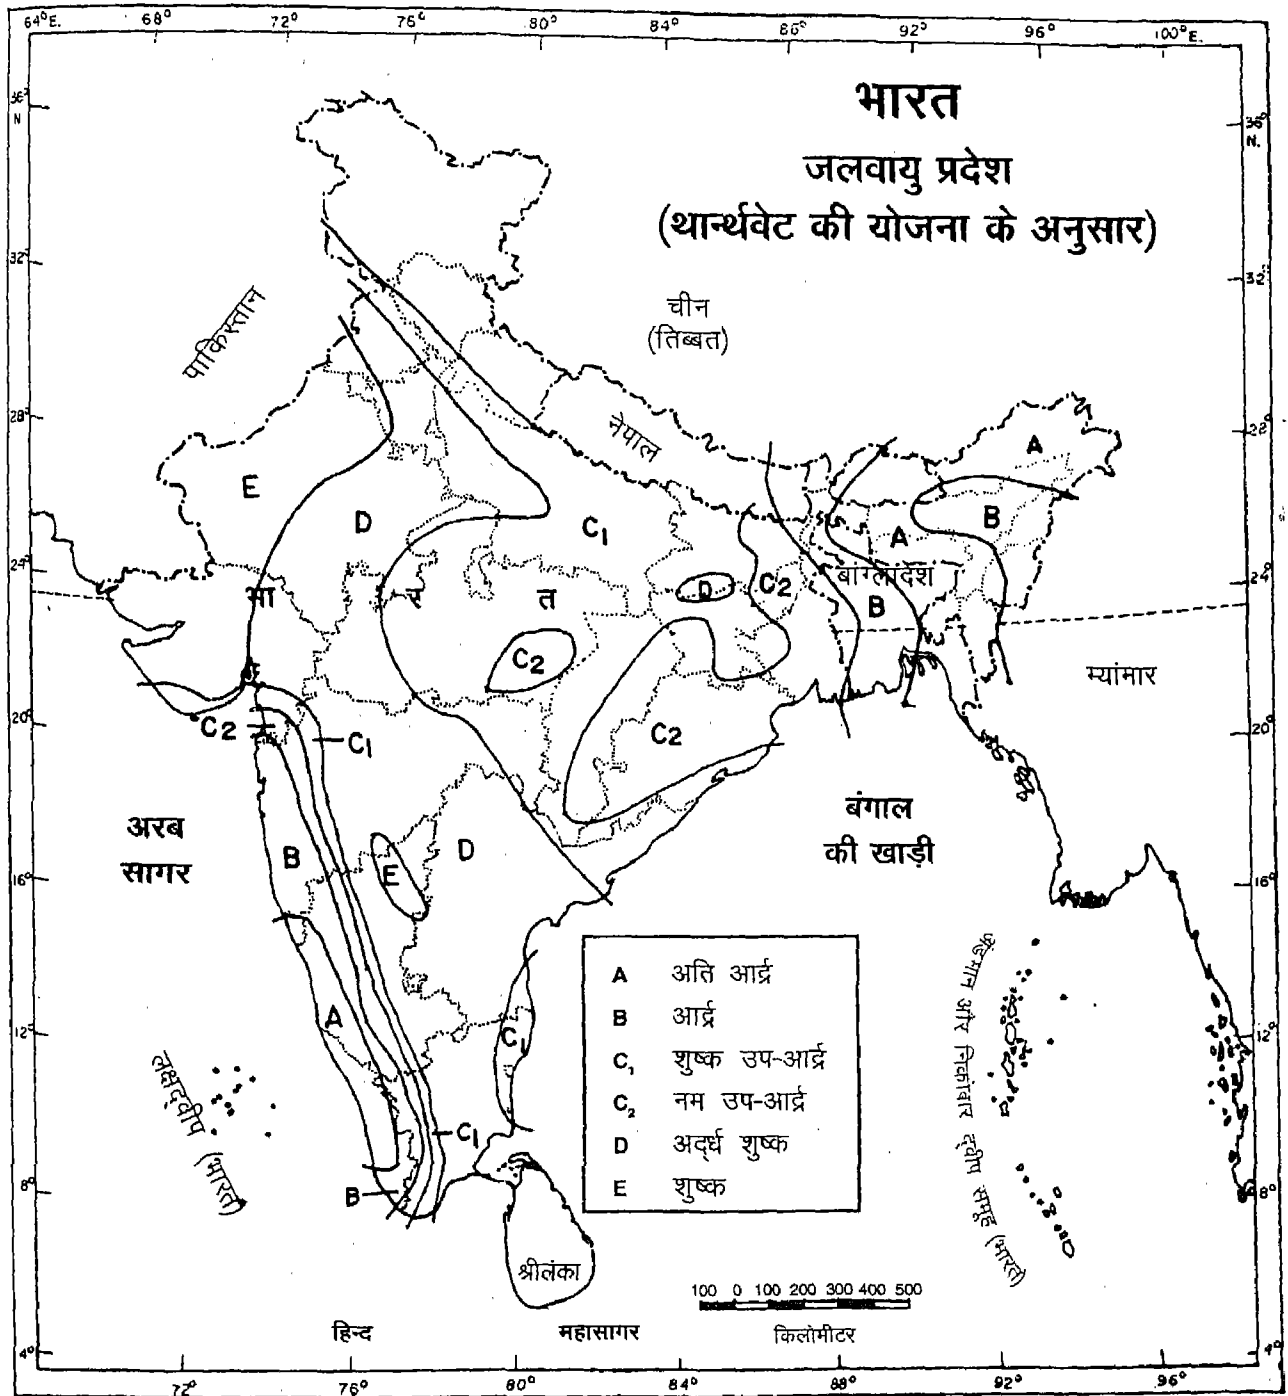 64°E. 68° 72° 76° 80° 84° 86° 92° 96° 100°E.
36°
N
36°
N.
भारत
जलवायु प्रदेश
(थार्न्थवेट की योजना के अनुसार)
32°
32°
पाकिस्तान
चीन
(तिब्बत)
28°
28°
नेपाल
A
E
D
C₁
A
B
24°
24°
भा र त
D
C2
बांग्लादेश
B
C2
म्यांमार
20°
20°
C2
C₁
C2
अरब
सागर
बंगाल
की खाड़ी
B
D
E
16°
16°
A अति आर्द्र
B आर्द्र
C₁ शुष्क उप-आर्द्र
C₂ नम उप-आर्द्र
D अर्द्ध शुष्क
E शुष्क
A
C₁
12°
12°
लक्षद्वीप (भारत)
अंडमान और निकोबार द्वीप समूह (भारत)
C₁
B
8°
8°
श्रीलंका
100 0 100 200 300 400 500
किलोमीटर
हिन्द महासागर
4°
4°
72° 76° 80° 84° 88° 92° 96°